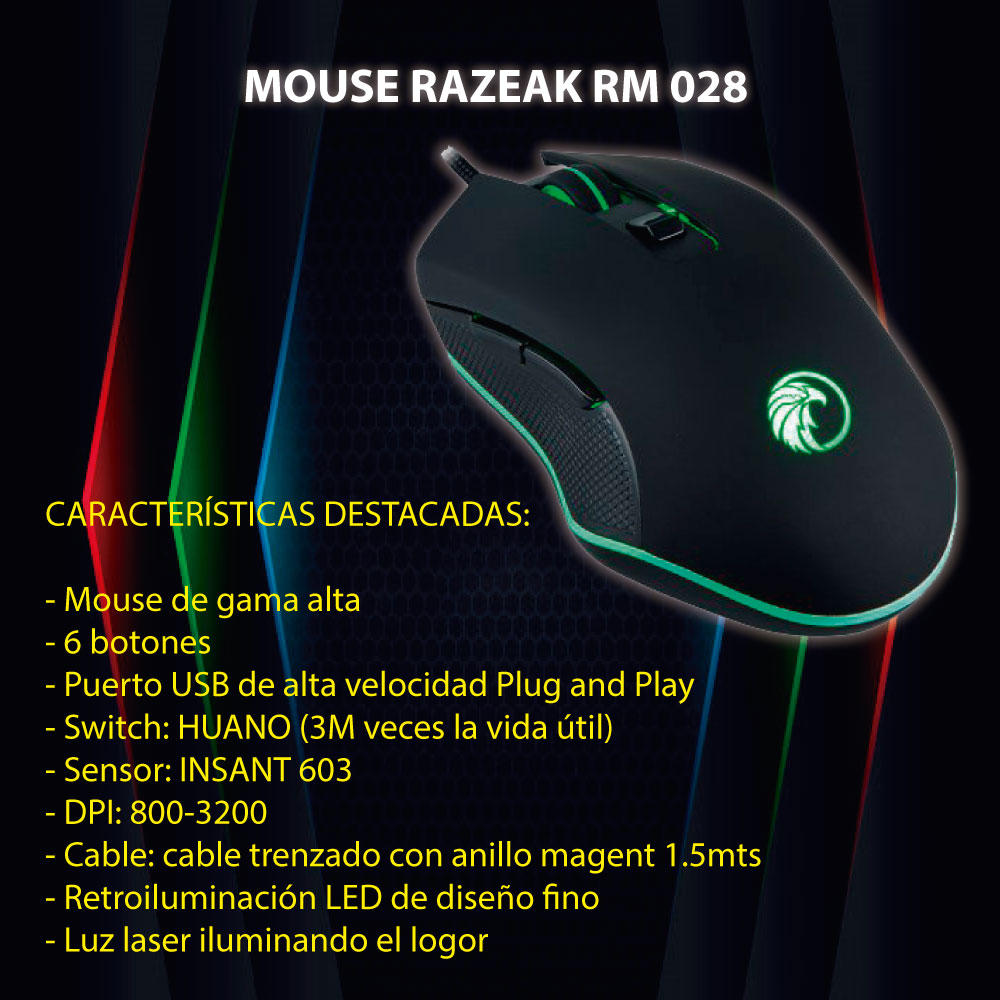 MOUSE RAZEAK RM 028
CARACTERÍSTICAS DESTACADAS:
- Mouse de gama alta
- 6 botones
- Puerto USB de alta velocidad Plug and Play
- Switch: HUANO (3M veces la vida útil)
- Sensor: INSANT 603
- DPI: 800-3200
- Cable: cable trenzado con anillo magent 1.5mts
- Retroiluminación LED de diseño fino
- Luz laser iluminando el logor